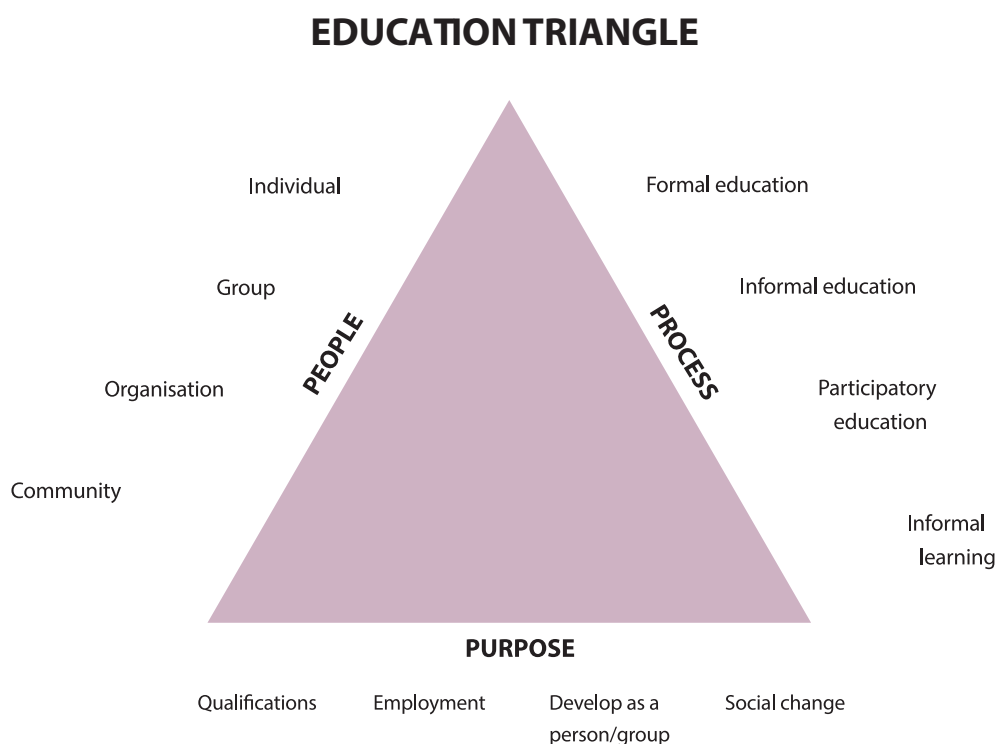 EDUCATION TRIANGLE
Individual
Group
Organisation
Community
PEOPLE
PROCESS
Formal education
Informal education
Participatory
education
Informal
learning
PURPOSE
Qualifications
Employment
Develop as a
person/group
Social change